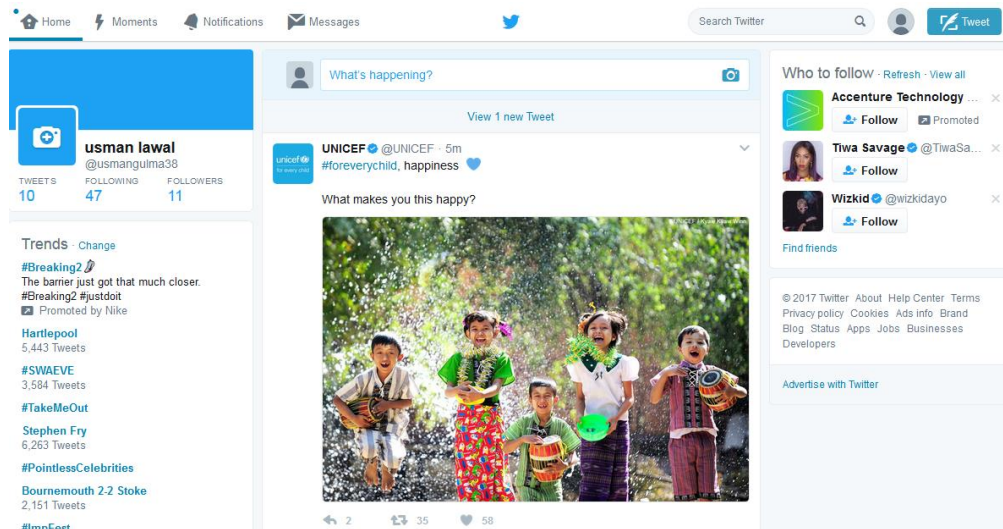 Home
Moments
Notifications
Messages
Search Twitter
Tweet
usman lawal
@usmangulma38
TWEETS
FOLLOWING
FOLLOWERS
10
47
11
Trends · Change
#Breaking2
The barrier just got that much closer.
#Breaking2 #justdoit
Promoted by Nike
Hartlepool
5,443 Tweets
#SWAEVE
3,584 Tweets
#TakeMeOut
Stephen Fry
6,263 Tweets
#PointlessCelebrities
Bournemouth 2-2 Stoke
2,151 Tweets
#ImpFest
What's happening?
View 1 new Tweet
unicef
for every child
UNICEF @UNICEF · 5m
#foreverychild, happiness
What makes you this happy?
2
35
58
Who to follow · Refresh · View all
Accenture Technology ...
Follow
Promoted
Tiwa Savage @TiwaSa...
Follow
Wizkid @wizkidayo
Follow
Find friends
© 2017 Twitter About Help Center Terms
Privacy policy Cookies Ads info Brand
Blog Status Apps Jobs Businesses
Developers
Advertise with Twitter